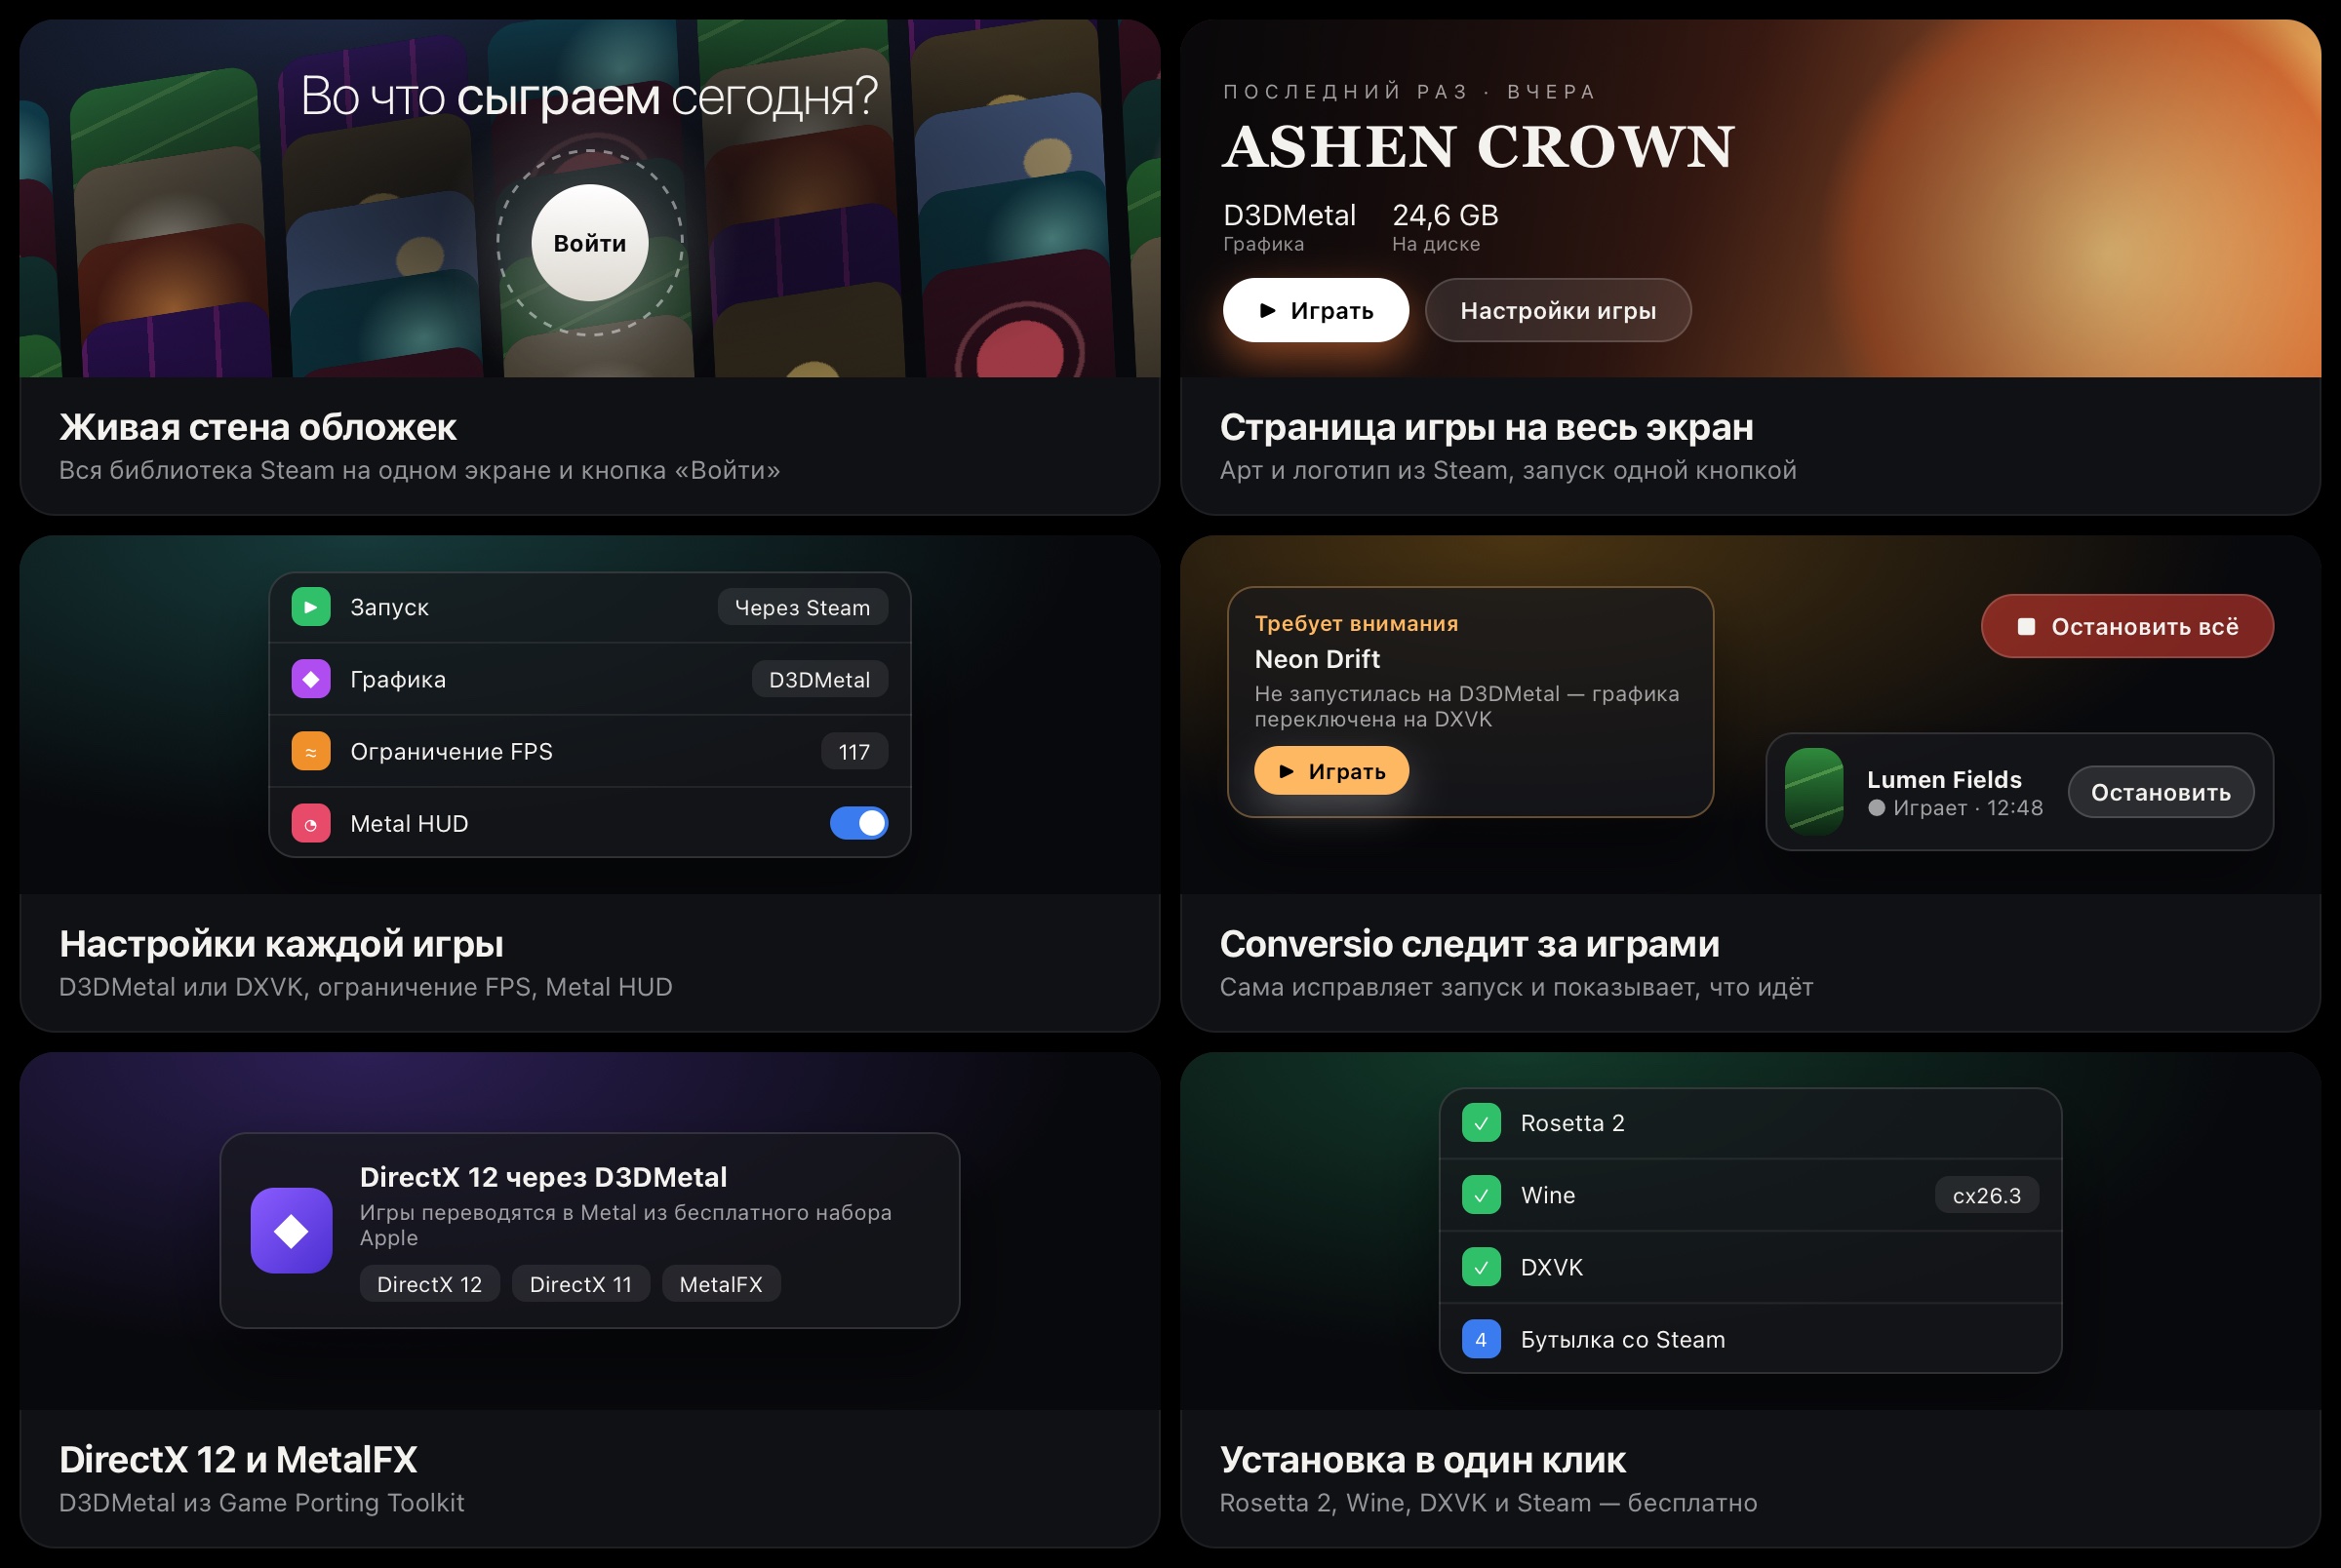 Во что сыграем сегодня?
Войти
Живая стена обложек
Вся библиотека Steam на одном экране и кнопка «Войти»
ПОСЛЕДНИЙ РАЗ · ВЧЕРА
ASHEN CROWN
D3DMetal 24,6 GB
Графика На диске
Играть Настройки игры
Страница игры на весь экран
Арт и логотип из Steam, запуск одной кнопкой
Запуск Через Steam
Графика D3DMetal
Ограничение FPS 117
Metal HUD
Настройки каждой игры
D3DMetal или DXVK, ограничение FPS, Metal HUD
Требует внимания
Neon Drift
Не запустилась на D3DMetal — графика
переключена на DXVK
Играть
Остановить всё
Lumen Fields
Играет · 12:48
Остановить
Conversio следит за играми
Сама исправляет запуск и показывает, что идёт
DirectX 12 через D3DMetal
Игры переводятся в Metal из бесплатного набора
Apple
DirectX 12 DirectX 11 MetalFX
DirectX 12 и MetalFX
D3DMetal из Game Porting Toolkit
Rosetta 2
Wine cx26.3
DXVK
4 Бутылка со Steam
Установка в один клик
Rosetta 2, Wine, DXVK и Steam — бесплатно